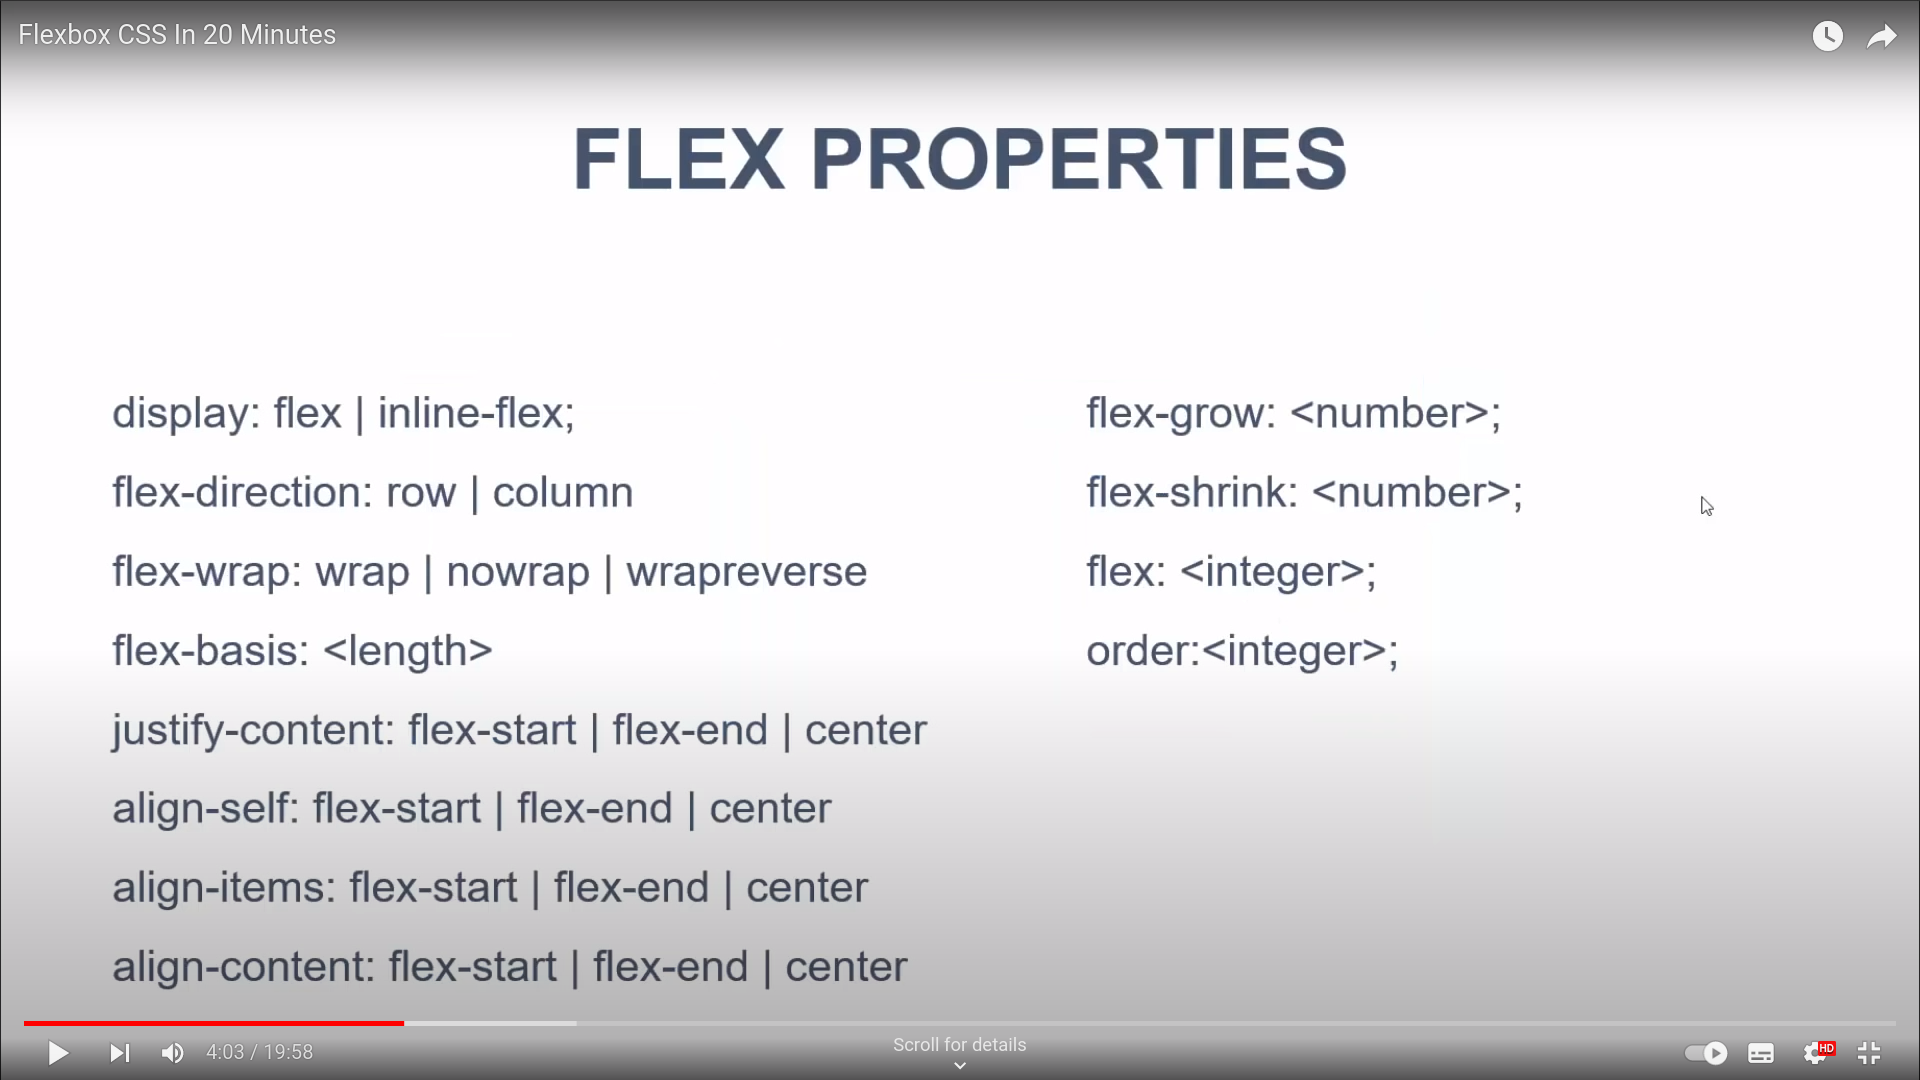 Flexbox CSS In 20 Minutes
FLEX PROPERTIES
display: flex | inline-flex;
flex-direction: row | column
flex-wrap: wrap | nowrap | wrapreverse
flex-basis: <length>
justify-content: flex-start | flex-end | center
align-self: flex-start | flex-end | center
align-items: flex-start | flex-end | center
align-content: flex-start | flex-end | center
flex-grow: <number>;
flex-shrink: <number>;
flex: <integer>;
order:<integer>;
4:03 / 19:58
Scroll for details
HD